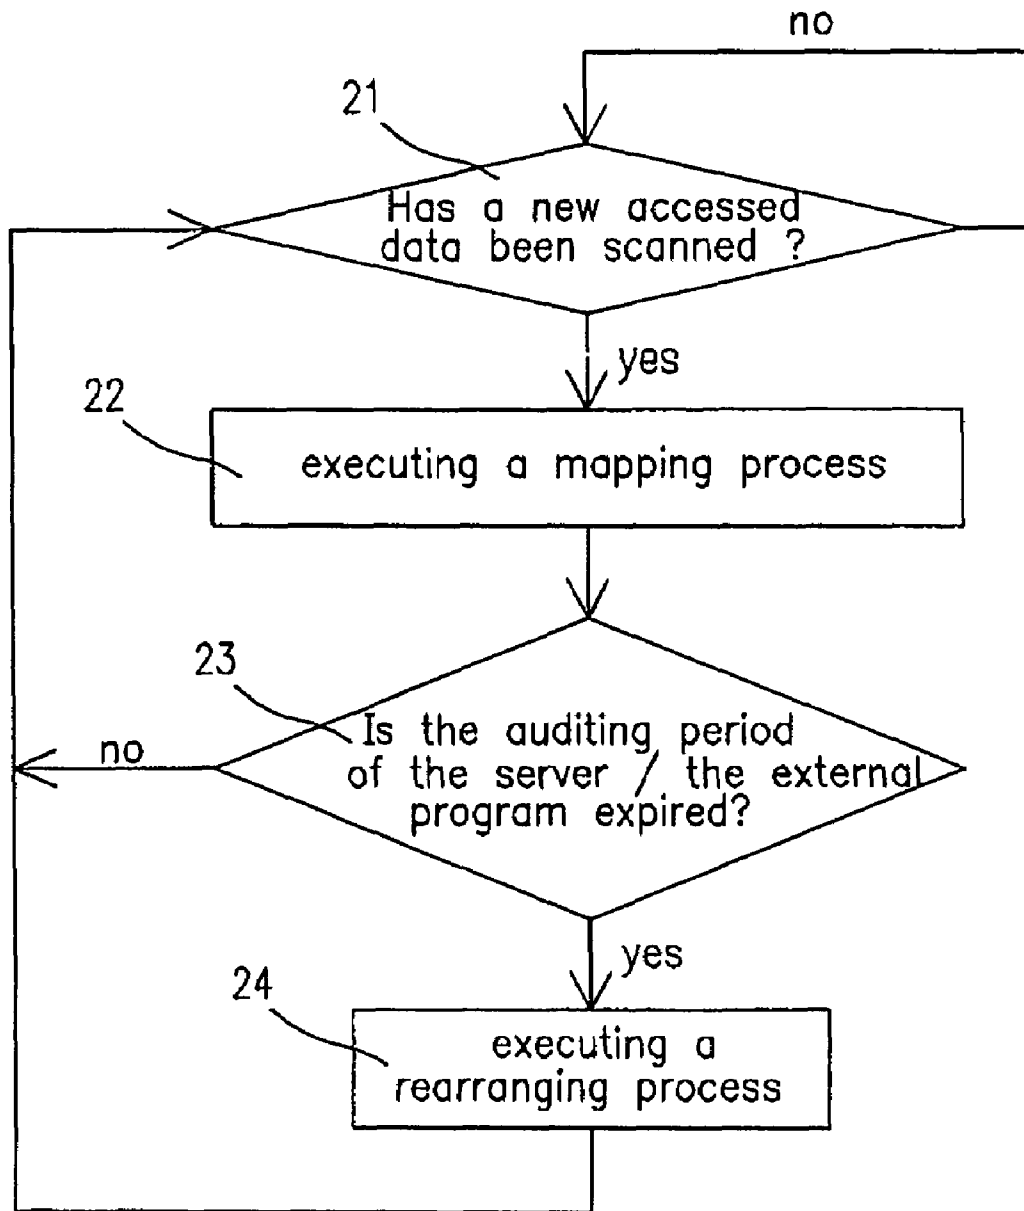 no
21
Has a new accessed
data been scanned ?
yes
22
executing a mapping process
23
Is the auditing period
of the server / the external
program expired?
no
yes
24
executing a
rearranging process